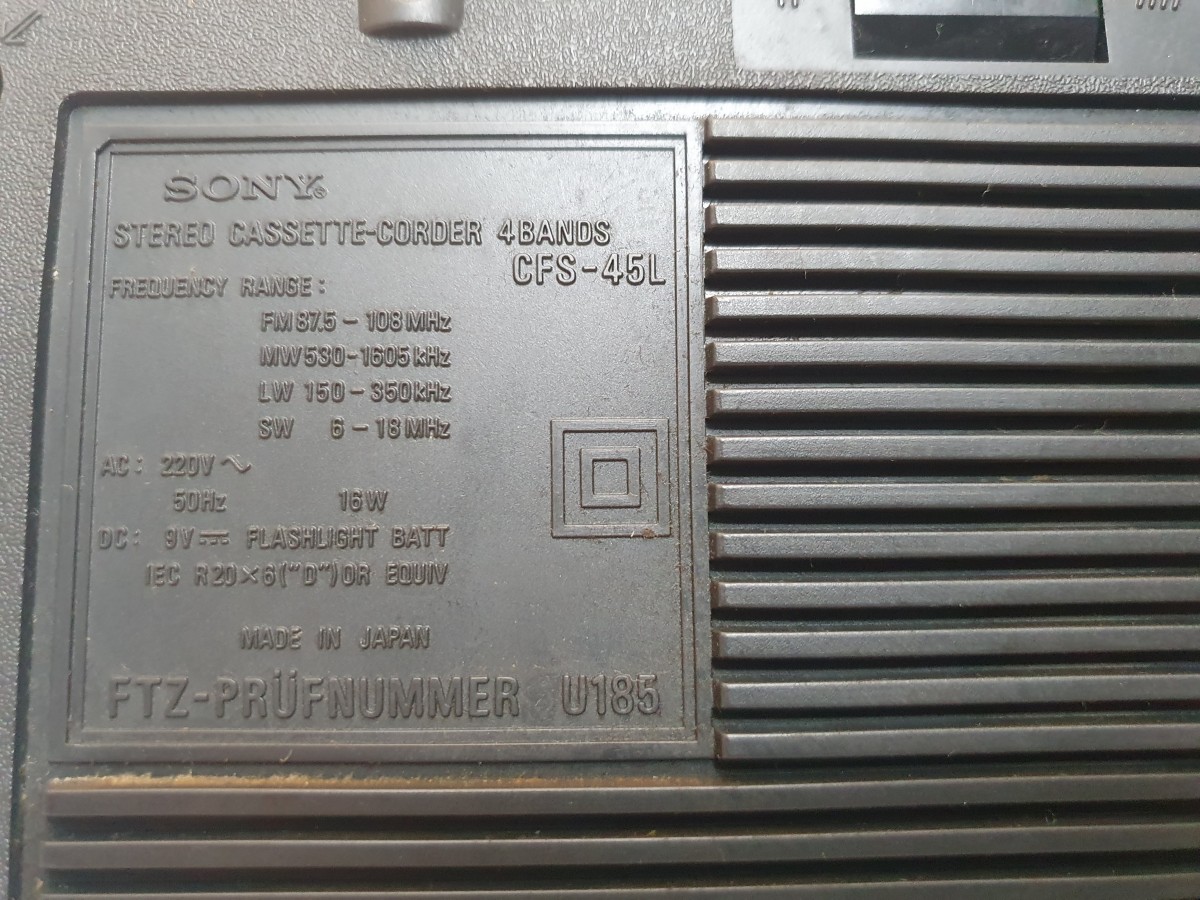 SONY®
STEREO CASSETTE-CORDER 4BANDS
CFS-45L
FREQUENCY RANGE:
FM 87.5 – 108 MHz
MW 530-1605 kHz
LW 150 – 350 kHz
SW 6 – 18 MHz
AC: 220V ∿
50Hz 16W
DC: 9V ⎓ FLASHLIGHT BATT
IEC R20×6("D") OR EQUIV
MADE IN JAPAN
FTZ-PRÜFNUMMER U185